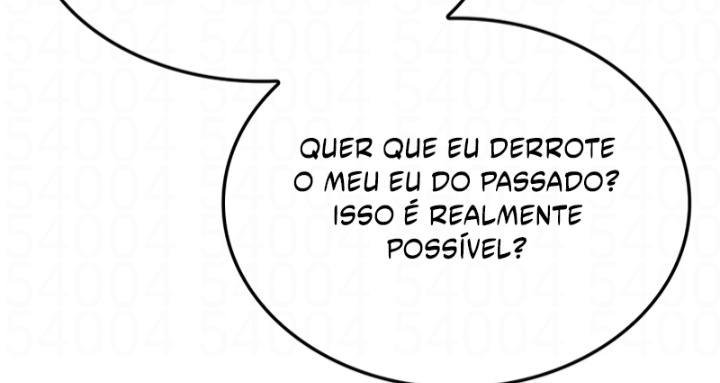 QUER QUE EU DERROTE
O MEU EU DO PASSADO?
ISSO É REALMENTE
POSSÍVEL?